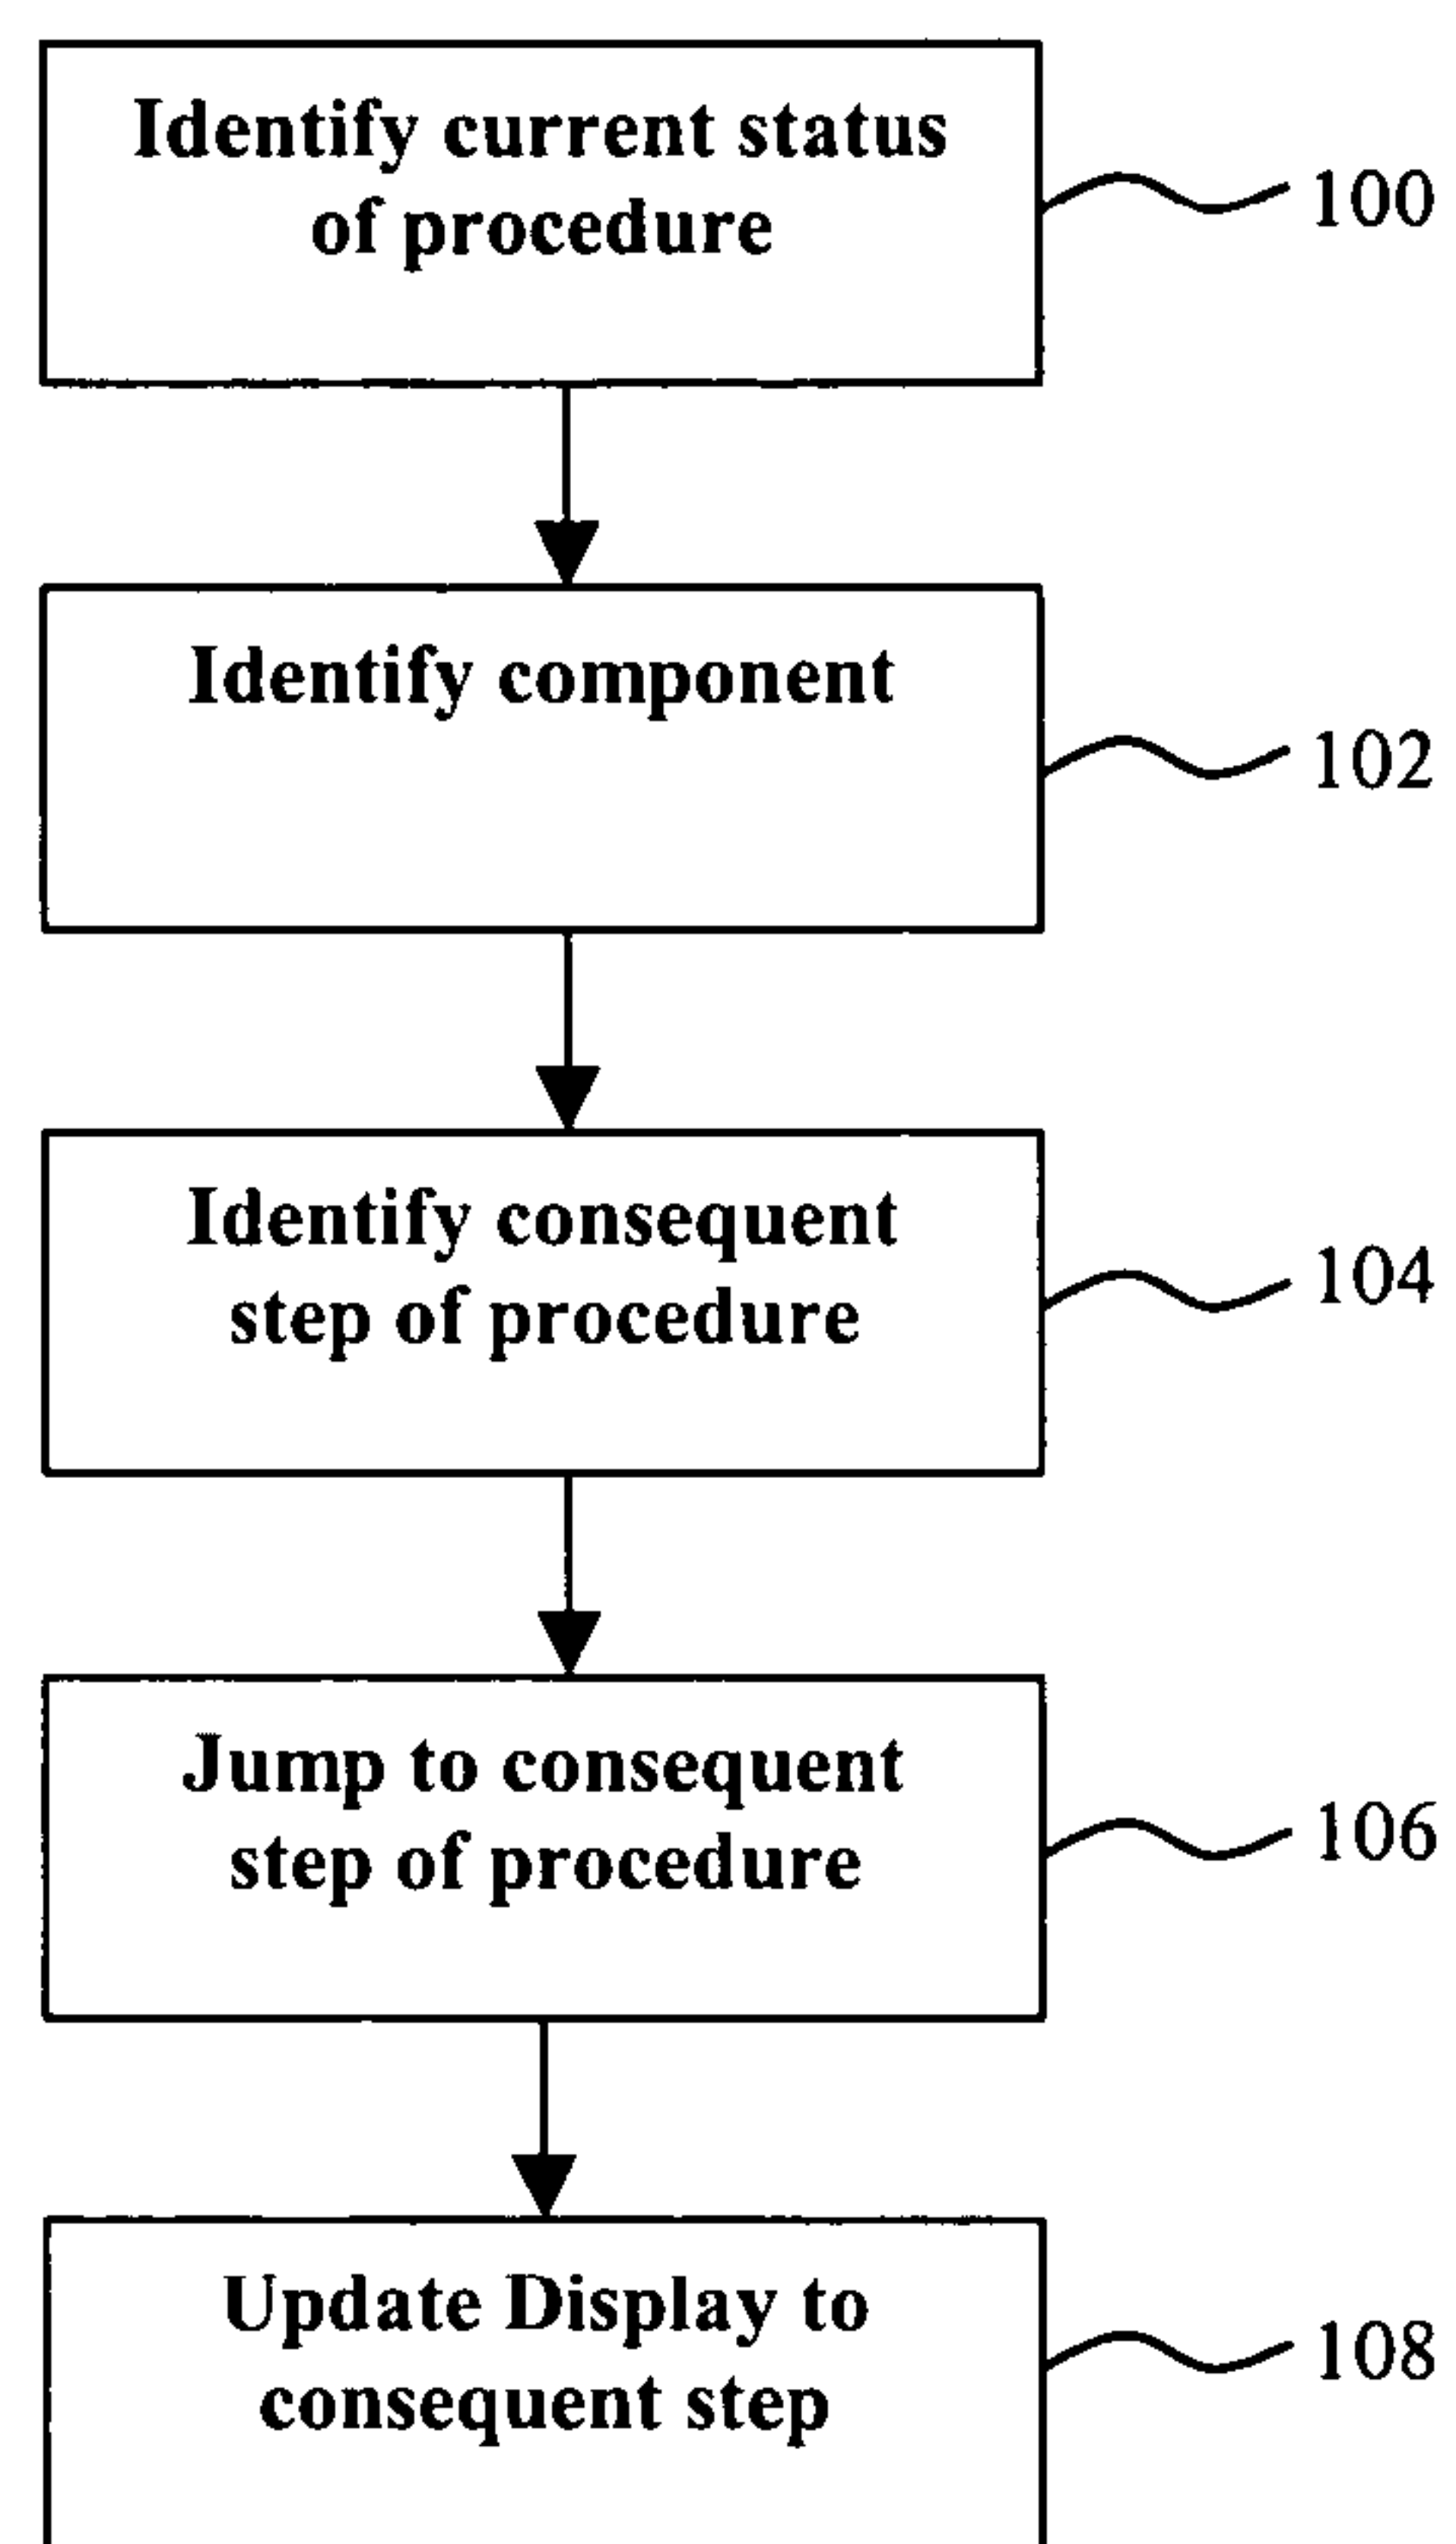 Identify current status
of procedure
100
Identify component
102
Identify consequent
step of procedure
104
Jump to consequent
step of procedure
106
Update Display to
consequent step
108